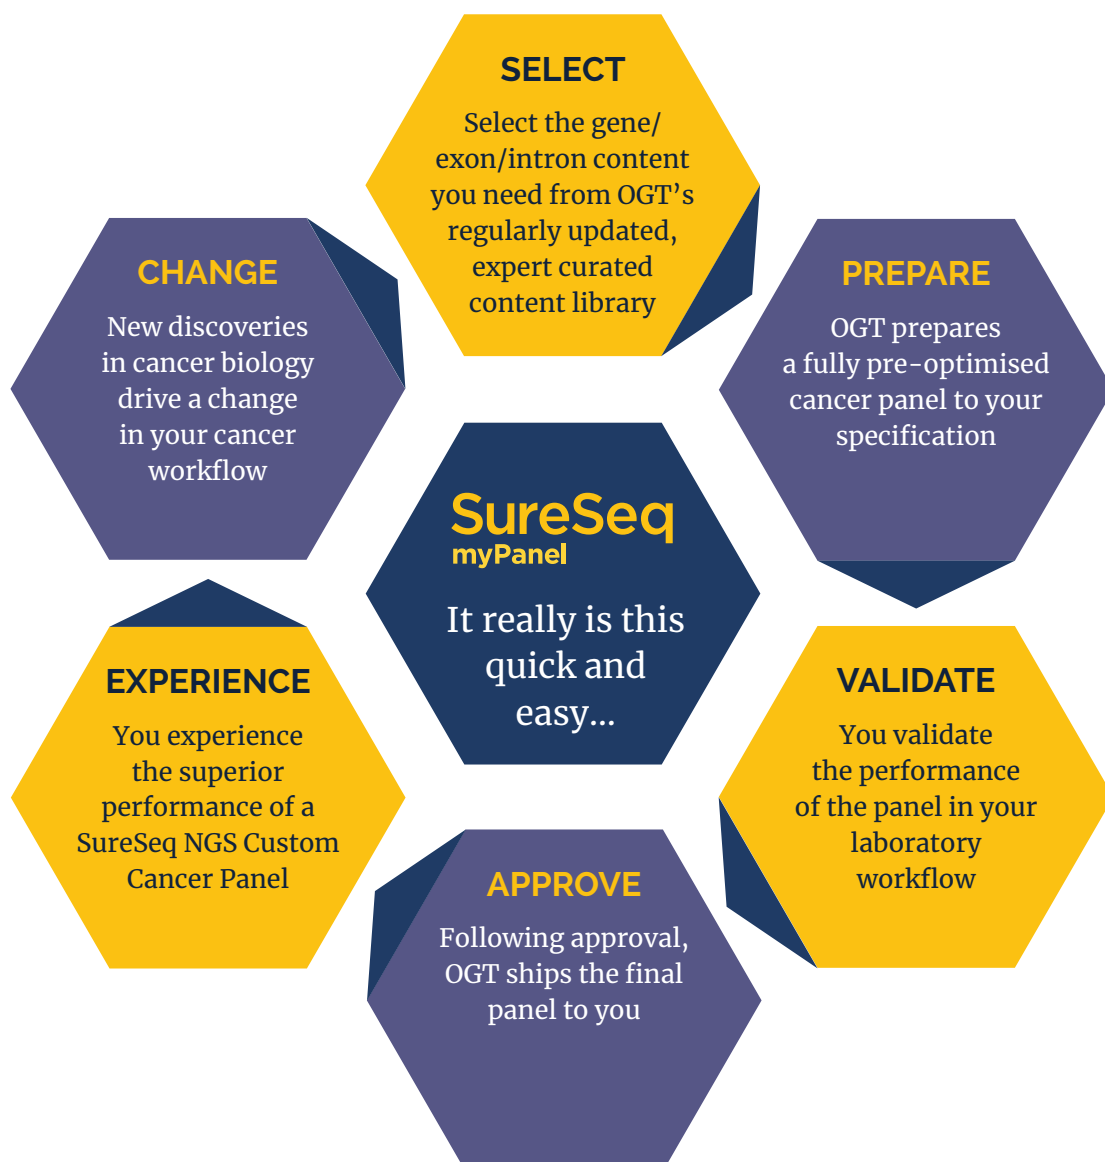 SELECT
Select the gene/
exon/intron content
you need from OGT’s
regularly updated,
expert curated
content library
PREPARE
OGT prepares
a fully pre-optimised
cancer panel to your
specification
VALIDATE
You validate
the performance
of the panel in your
laboratory
workflow
APPROVE
Following approval,
OGT ships the final
panel to you
EXPERIENCE
You experience
the superior
performance of a
SureSeq NGS Custom
Cancer Panel
CHANGE
New discoveries
in cancer biology
drive a change
in your cancer
workflow
SureSeq
myPanel
It really is this
quick and
easy...